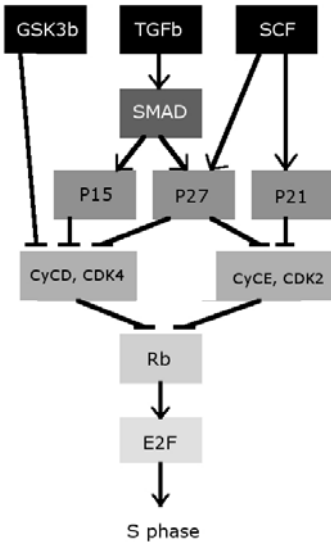 GSK3b
TGFb
SCF
SMAD
P15
P27
P21
CyCD, CDK4
CyCE, CDK2
Rb
E2F
S phase